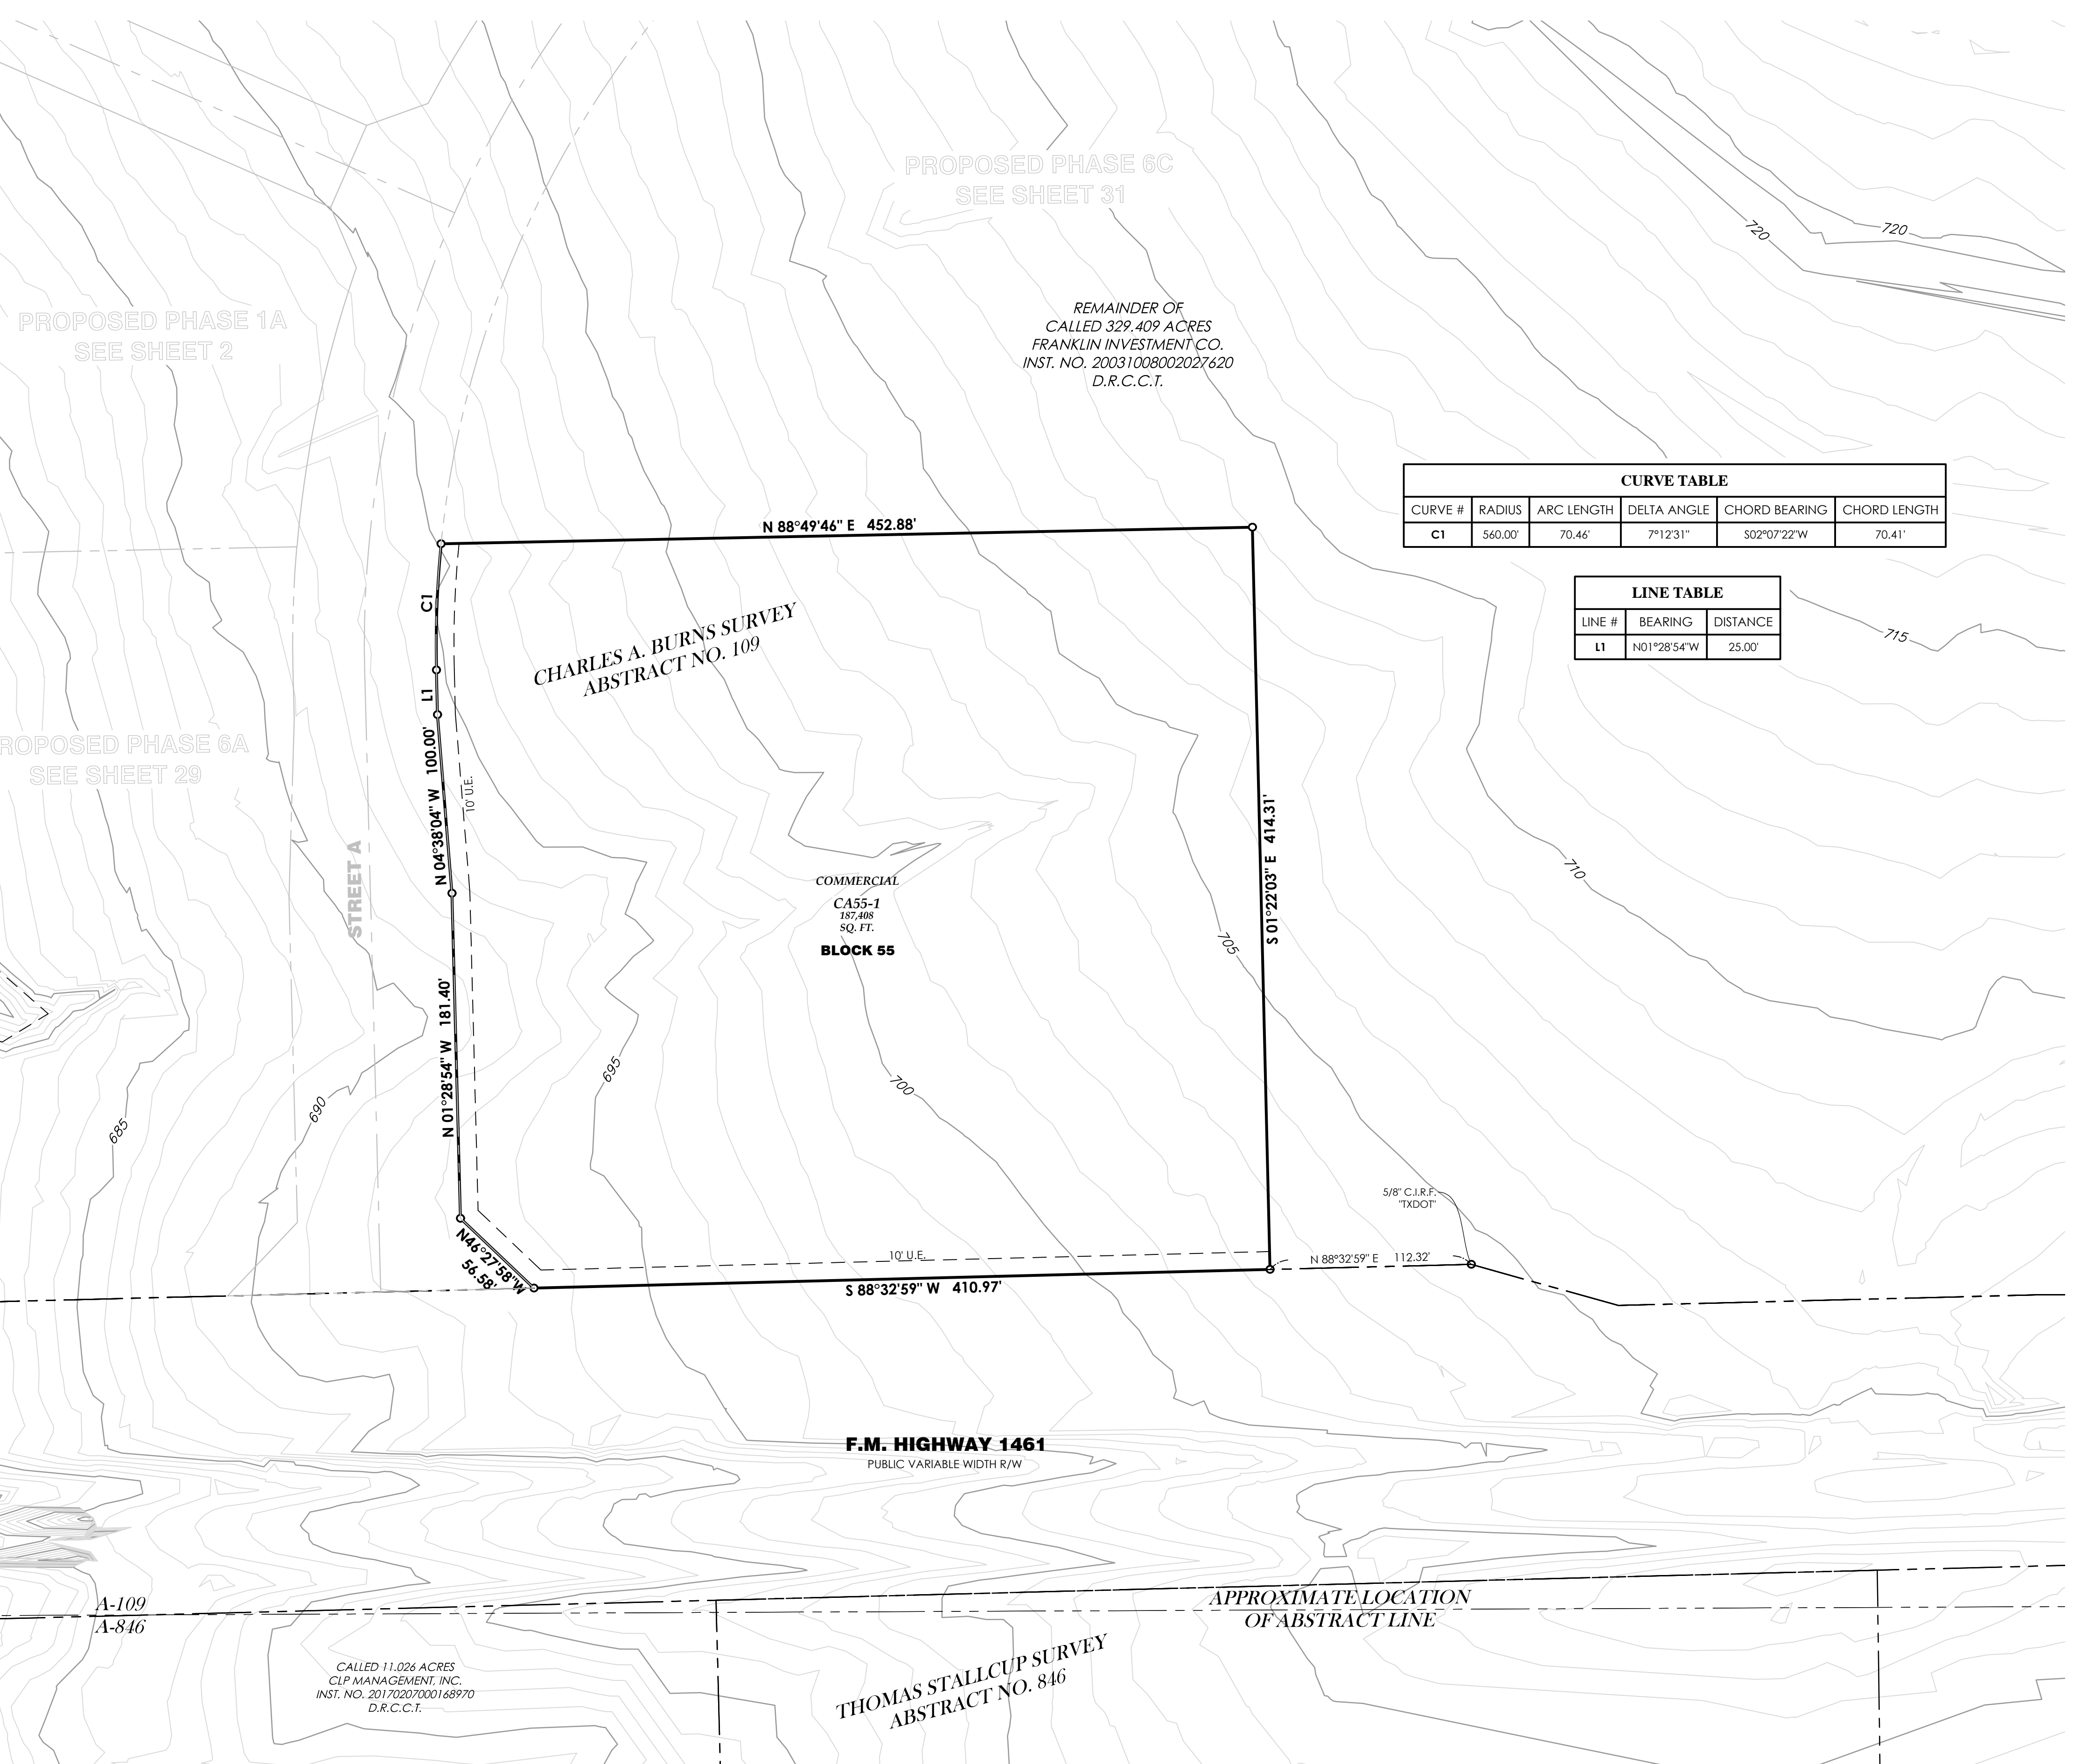 PROPOSED PHASE 6C
SEE SHEET 31
720
720
REMAINDER OF
CALLED 329.409 ACRES
FRANKLIN INVESTMENT CO.
INST. NO. 20031008002027620
D.R.C.C.T.
PROPOSED PHASE 1A
SEE SHEET 2
CURVE TABLE
CURVE # RADIUS ARC LENGTH DELTA ANGLE CHORD BEARING CHORD LENGTH
C1 560.00' 70.46' 7°12'31" S02°07'22"W 70.41'
LINE TABLE
LINE # BEARING DISTANCE
L1 N01°28'54"W 25.00'
715
N 88°49'46" E 452.88'
C1
CHARLES A. BURNS SURVEY
ABSTRACT NO. 109
L1
ROPOSED PHASE 6A
SEE SHEET 29
N 04°38'04" W 100.00'
10' U.E.
STREET A
S 01°22'03" E 414.31'
710
COMMERCIAL
CA55-1
187,408
SQ. FT.
BLOCK 55
705
N 01°28'54" W 181.40'
695
700
690
685
5/8" C.I.R.F.
"TXDOT"
N46°27'58"W
56.58'
10' U.E.
N 88°32'59" E 112.32'
S 88°32'59" W 410.97'
F.M. HIGHWAY 1461
PUBLIC VARIABLE WIDTH R/W
A-109
A-846
APPROXIMATE LOCATION
OF ABSTRACT LINE
CALLED 11.026 ACRES
CLP MANAGEMENT, INC.
INST. NO. 20170207000168970
D.R.C.C.T.
THOMAS STALLCUP SURVEY
ABSTRACT NO. 846